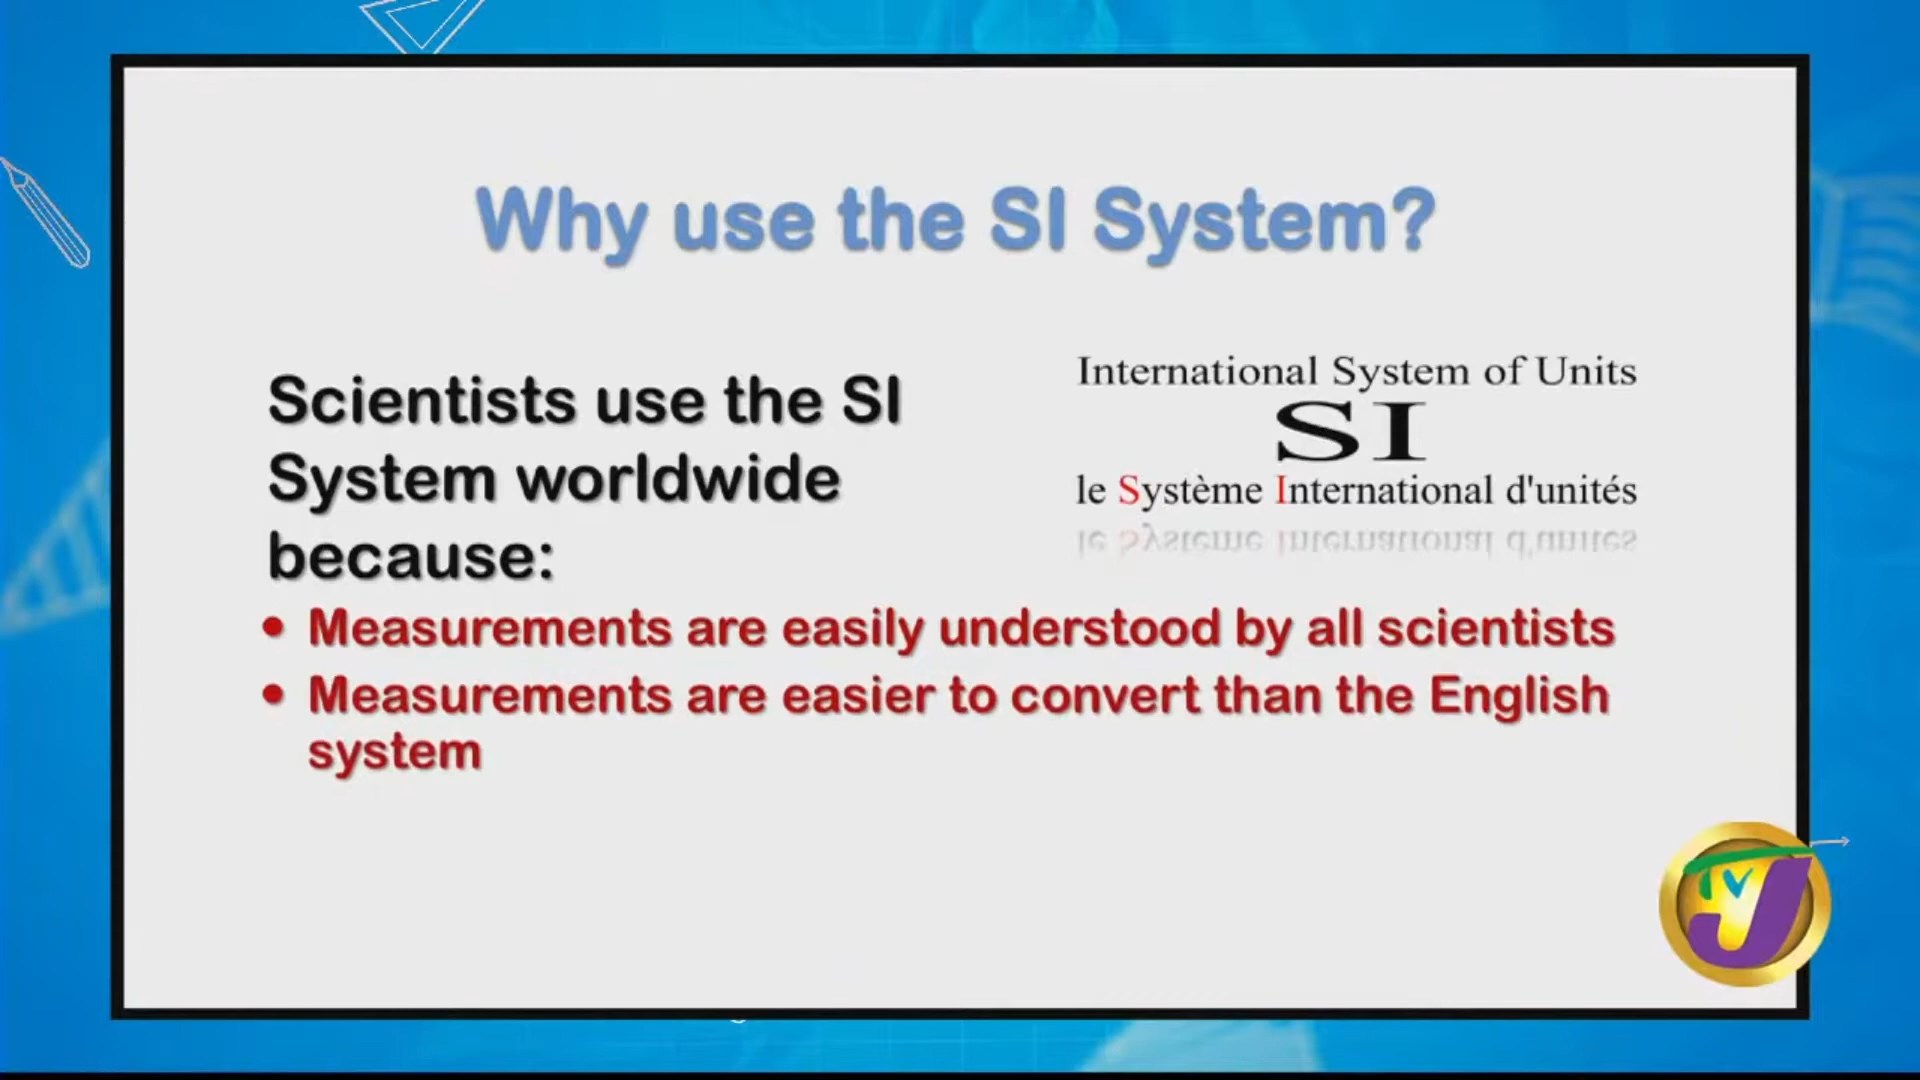 Why use the SI System?
International System of Units
SI
le Système International d'unités
Scientists use the SI
System worldwide
because:
• Measurements are easily understood by all scientists
• Measurements are easier to convert than the English
system
TVJ